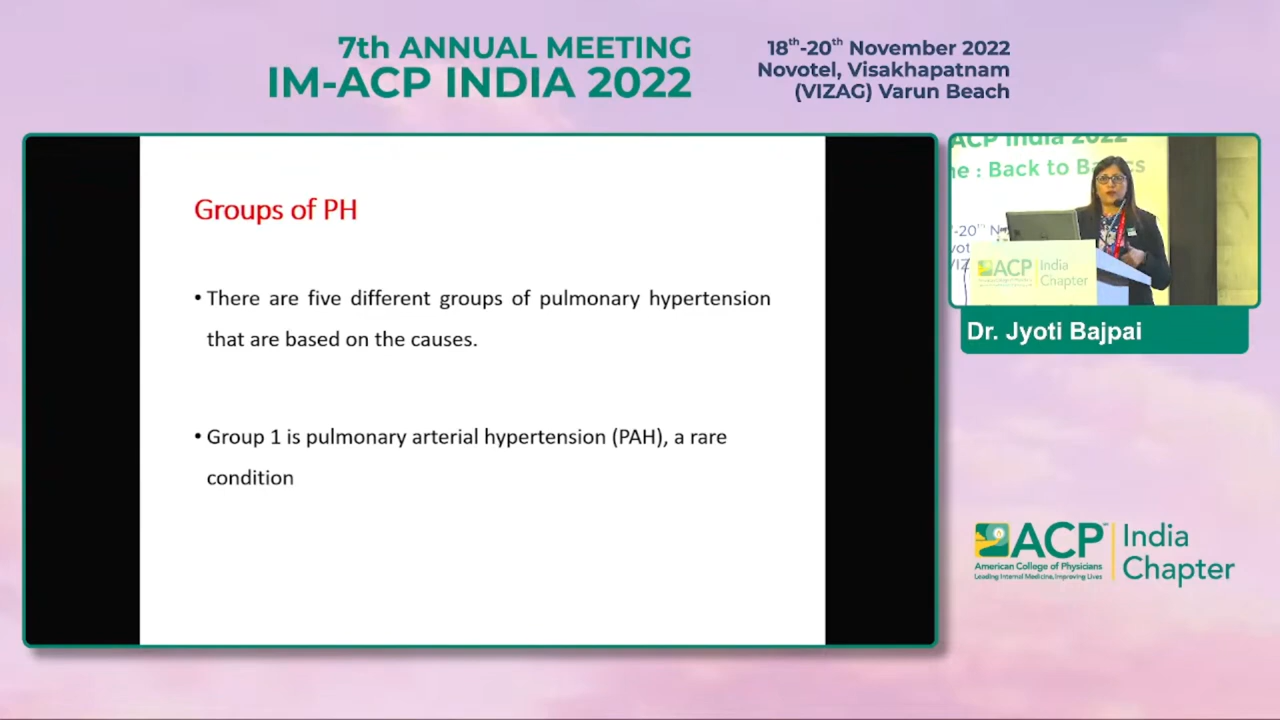 7th ANNUAL MEETING
IM-ACP INDIA 2022
18th-20th November 2022
Novotel, Visakhapatnam
(VIZAG) Varun Beach
Groups of PH
• There are five different groups of pulmonary hypertension
that are based on the causes.
• Group 1 is pulmonary arterial hypertension (PAH), a rare
condition
ACP India 2022
e : Back to Ba cs
-20th N
VIZ
ACP India
Chapter
Dr. Jyoti Bajpai
ACP India
Chapter
American College of Physicians
Leading Internal Medicine, Improving Lives